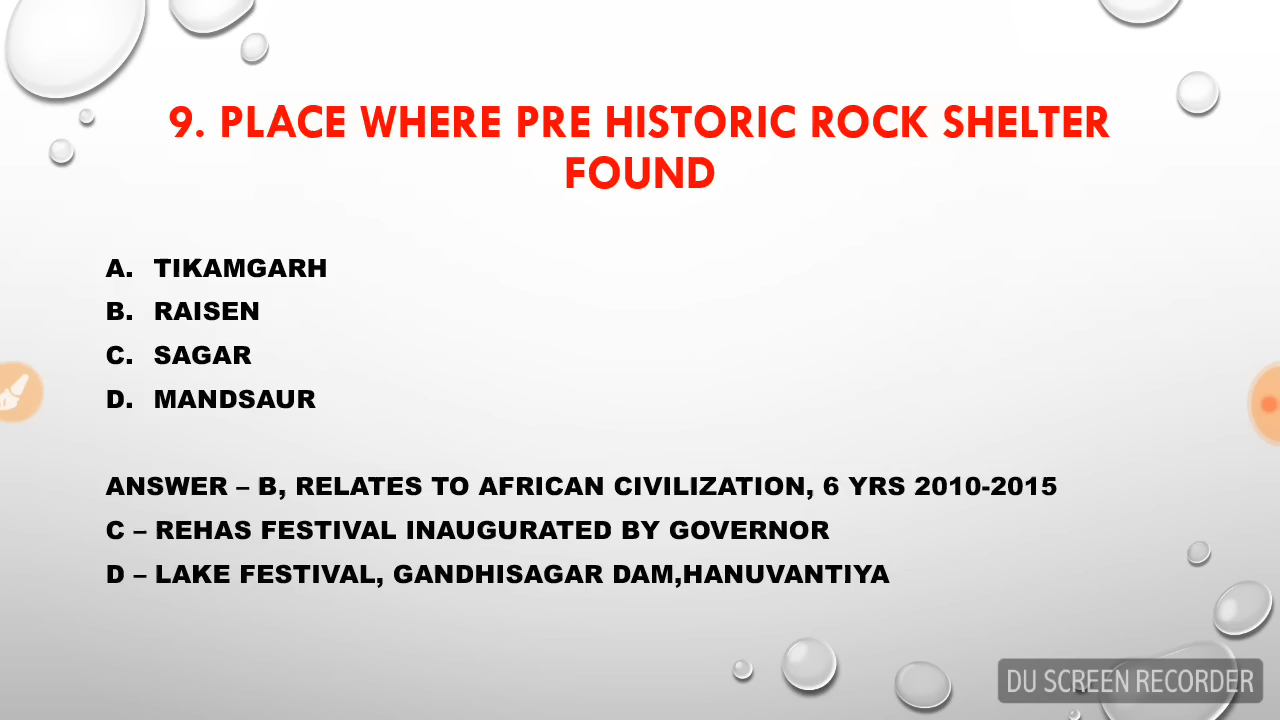 9. PLACE WHERE PRE HISTORIC ROCK SHELTER
FOUND
A. TIKAMGARH
B. RAISEN
C. SAGAR
D. MANDSAUR
ANSWER – B, RELATES TO AFRICAN CIVILIZATION, 6 YRS 2010-2015
C – REHAS FESTIVAL INAUGURATED BY GOVERNOR
D – LAKE FESTIVAL, GANDHISAGAR DAM,HANUVANTIYA
DU SCREEN RECORDER